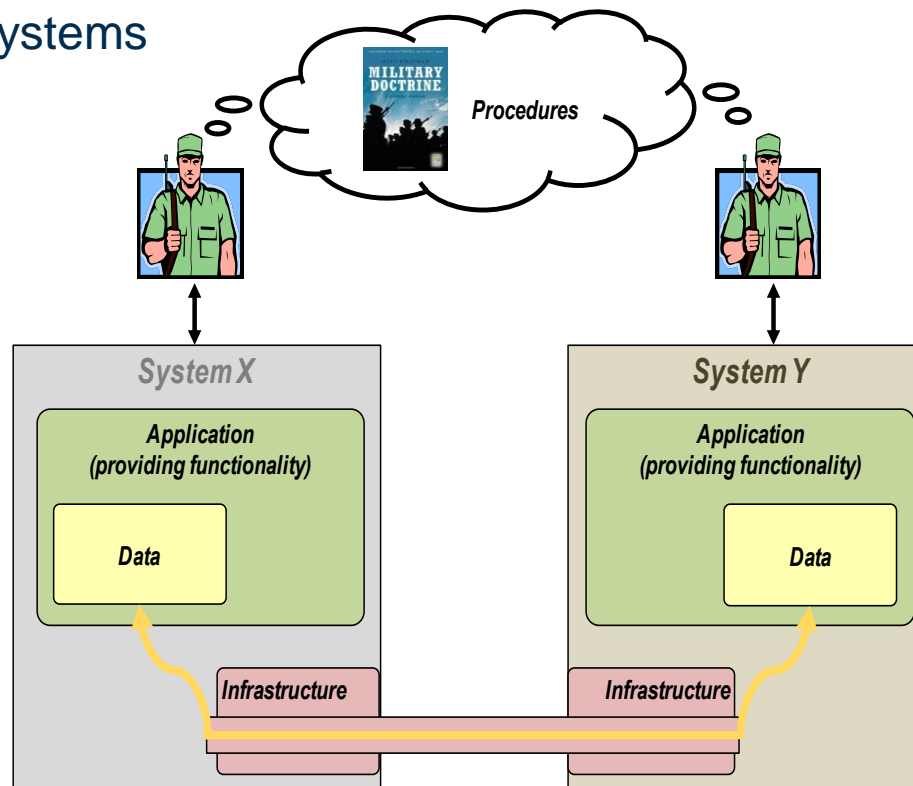 ystems
MILITARY
DOCTRINE
Procedures
System X
System Y
Application
(providing functionality)
Data
Application
(providing functionality)
Data
Infrastructure
Infrastructure